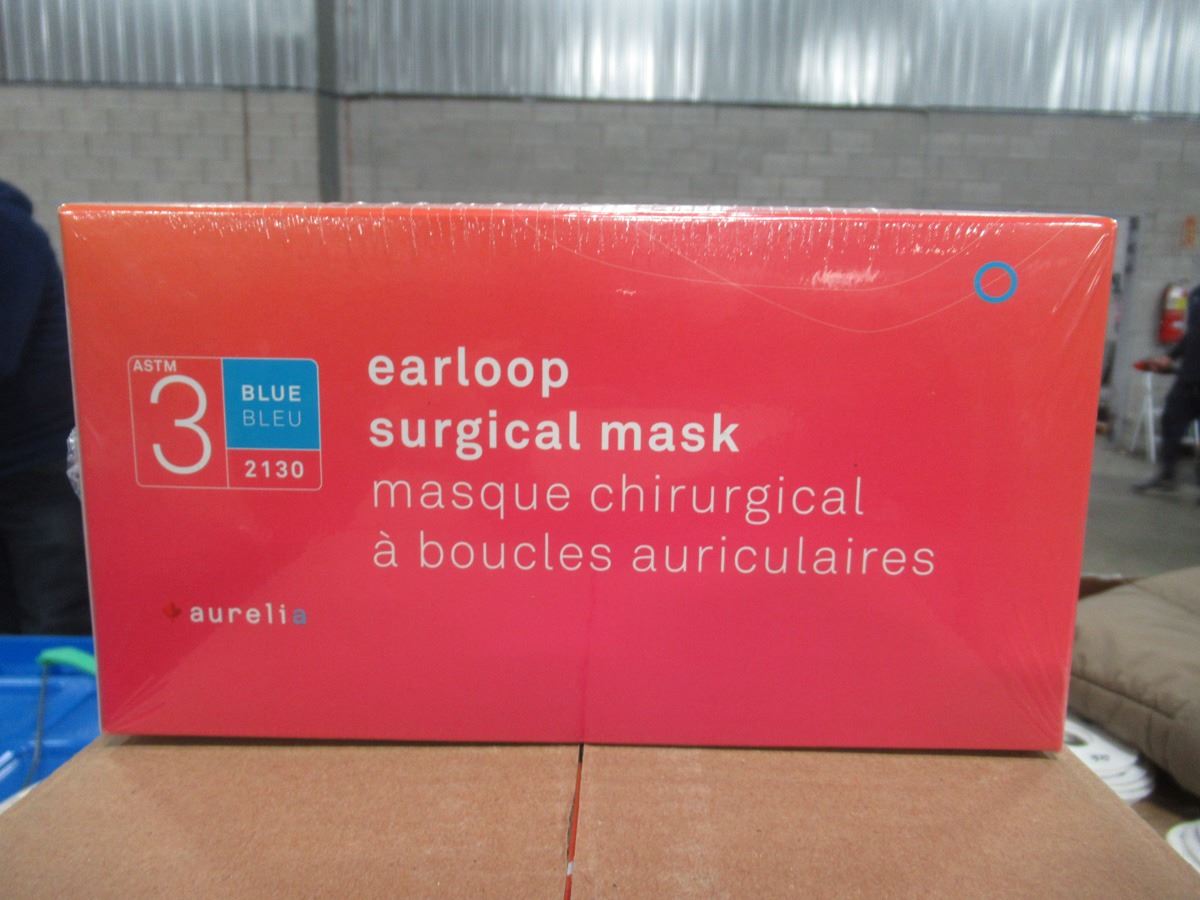 ASTM
3
BLUE
BLEU
2130
earloop
surgical mask
masque chirurgical
à boucles auriculaires
aurelia